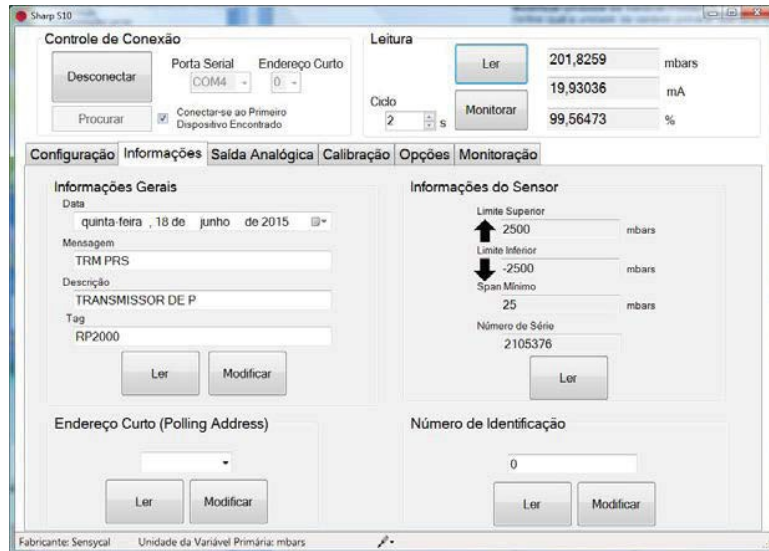 Sharp S10
Controle de Conexão
Desconectar
Porta Serial
COM4
Endereço Curto
0
Procurar
Conectar-se ao Primeiro
Dispositivo Encontrado
Leitura
Ler
201,8259 mbars
19,93036 mA
Ciclo
2 s
Monitorar
99,56473 %
Configuração Informações Saída Analógica Calibração Opções Monitoração
Informações Gerais
Data
quinta-feira , 18 de junho de 2015
Mensagem
TRM PRS
Descrição
TRANSMISSOR DE P
Tag
RP2000
Ler Modificar
Informações do Sensor
Limite Superior
2500 mbars
Limite Inferior
-2500 mbars
Span Mínimo
25 mbars
Número de Série
2105376
Ler
Endereço Curto (Polling Address)
Ler Modificar
Número de Identificação
0
Ler Modificar
Fabricante: Sensycal Unidade da Variável Primária: mbars